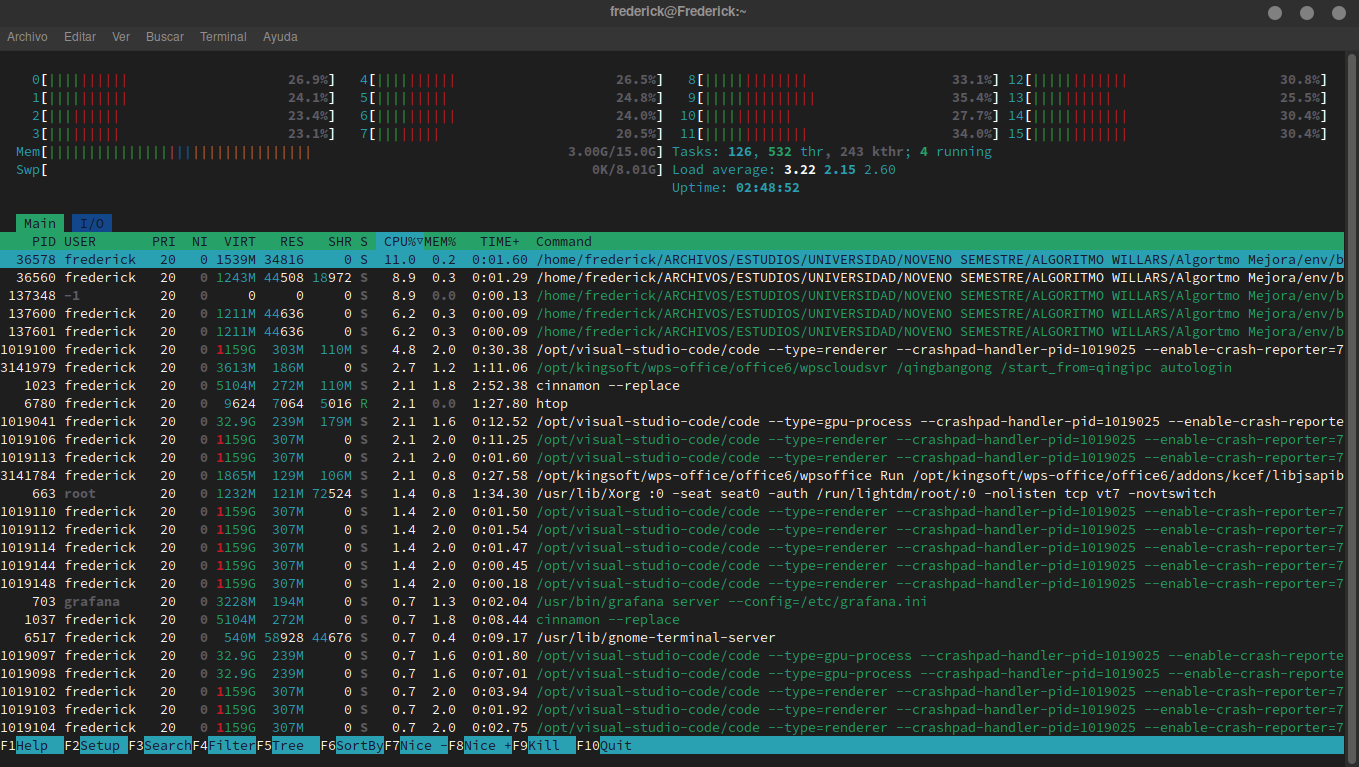 frederick@Frederick:~
Archivo Editar Ver Buscar Terminal Ayuda
0[|||||||||| 26.9%] 4[|||||||||| 26.5%] 8[||||||||||||| 33.1%] 12[|||||||||||| 30.8%]
1[|||||||||| 24.1%] 5[||||||||| 24.8%] 9[|||||||||||||| 35.4%] 13[|||||||||| 25.5%]
2[||||||||| 23.4%] 6[|||||||||| 24.0%] 10[||||||||||| 27.7%] 14[|||||||||||| 30.4%]
3[||||||||| 23.1%] 7[|||||||| 20.5%] 11[||||||||||||| 34.0%] 15[|||||||||||| 30.4%]
Mem[||||||||||||||||||||||||||||||||| 3.00G/15.0G] Tasks: 126, 532 thr, 243 kthr; 4 running
Swp[ 0K/8.01G] Load average: 3.22 2.15 2.60
Uptime: 02:48:52
Main I/O
PID USER PRI NI VIRT RES SHR S CPU%▽MEM% TIME+ Command
36578 frederick 20 0 1539M 34816 0 S 11.0 0.2 0:01.60 /home/frederick/ARCHIVOS/ESTUDIOS/UNIVERSIDAD/NOVENO SEMESTRE/ALGORITMO WILLARS/Algortmo Mejora/env/b
36560 frederick 20 0 1243M 44508 18972 S 8.9 0.3 0:01.29 /home/frederick/ARCHIVOS/ESTUDIOS/UNIVERSIDAD/NOVENO SEMESTRE/ALGORITMO WILLARS/Algortmo Mejora/env/b
137348 -1 20 0 0 0 0 S 8.9 0.0 0:00.13 /home/frederick/ARCHIVOS/ESTUDIOS/UNIVERSIDAD/NOVENO SEMESTRE/ALGORITMO WILLARS/Algortmo Mejora/env/b
137600 frederick 20 0 1211M 44636 0 S 6.2 0.3 0:00.09 /home/frederick/ARCHIVOS/ESTUDIOS/UNIVERSIDAD/NOVENO SEMESTRE/ALGORITMO WILLARS/Algortmo Mejora/env/b
137601 frederick 20 0 1211M 44636 0 S 6.2 0.3 0:00.09 /home/frederick/ARCHIVOS/ESTUDIOS/UNIVERSIDAD/NOVENO SEMESTRE/ALGORITMO WILLARS/Algortmo Mejora/env/b
1019100 frederick 20 0 1159G 303M 110M S 4.8 2.0 0:30.38 /opt/visual-studio-code/code --type=renderer --crashpad-handler-pid=1019025 --enable-crash-reporter=7
3141979 frederick 20 0 3613M 186M 0 S 2.7 1.2 1:11.06 /opt/kingsoft/wps-office/office6/wpscloudsvr /qingbangong /start_from=qingipc autologin
1023 frederick 20 0 5104M 272M 110M S 2.1 1.8 2:52.38 cinnamon --replace
6780 frederick 20 0 9624 7064 5016 R 2.1 0.0 1:27.80 htop
1019041 frederick 20 0 32.9G 239M 179M S 2.1 1.6 0:12.52 /opt/visual-studio-code/code --type=gpu-process --crashpad-handler-pid=1019025 --enable-crash-reporte
1019106 frederick 20 0 1159G 307M 0 S 2.1 2.0 0:11.25 /opt/visual-studio-code/code --type=renderer --crashpad-handler-pid=1019025 --enable-crash-reporter=7
1019113 frederick 20 0 1159G 307M 0 S 2.1 2.0 0:01.60 /opt/visual-studio-code/code --type=renderer --crashpad-handler-pid=1019025 --enable-crash-reporter=7
3141784 frederick 20 0 1865M 129M 106M S 2.1 0.8 0:27.58 /opt/kingsoft/wps-office/office6/wpsoffice Run /opt/kingsoft/wps-office/office6/addons/kcef/libjsapib
663 root 20 0 1232M 121M 72524 S 1.4 0.8 1:34.30 /usr/lib/Xorg :0 -seat seat0 -auth /run/lightdm/root/:0 -nolisten tcp vt7 -novtswitch
1019110 frederick 20 0 1159G 307M 0 S 1.4 2.0 0:01.50 /opt/visual-studio-code/code --type=renderer --crashpad-handler-pid=1019025 --enable-crash-reporter=7
1019112 frederick 20 0 1159G 307M 0 S 1.4 2.0 0:01.54 /opt/visual-studio-code/code --type=renderer --crashpad-handler-pid=1019025 --enable-crash-reporter=7
1019114 frederick 20 0 1159G 307M 0 S 1.4 2.0 0:01.47 /opt/visual-studio-code/code --type=renderer --crashpad-handler-pid=1019025 --enable-crash-reporter=7
1019144 frederick 20 0 1159G 307M 0 S 1.4 2.0 0:00.45 /opt/visual-studio-code/code --type=renderer --crashpad-handler-pid=1019025 --enable-crash-reporter=7
1019148 frederick 20 0 1159G 307M 0 S 1.4 2.0 0:00.18 /opt/visual-studio-code/code --type=renderer --crashpad-handler-pid=1019025 --enable-crash-reporter=7
703 grafana 20 0 3228M 194M 0 S 0.7 1.3 0:02.04 /usr/bin/grafana server --config=/etc/grafana.ini
1037 frederick 20 0 5104M 272M 0 S 0.7 1.8 0:08.44 cinnamon --replace
6517 frederick 20 0 540M 58928 44676 S 0.7 0.4 0:09.17 /usr/lib/gnome-terminal-server
1019097 frederick 20 0 32.9G 239M 0 S 0.7 1.6 0:01.80 /opt/visual-studio-code/code --type=gpu-process --crashpad-handler-pid=1019025 --enable-crash-reporte
1019098 frederick 20 0 32.9G 239M 0 S 0.7 1.6 0:07.01 /opt/visual-studio-code/code --type=gpu-process --crashpad-handler-pid=1019025 --enable-crash-reporte
1019102 frederick 20 0 1159G 307M 0 S 0.7 2.0 0:03.94 /opt/visual-studio-code/code --type=renderer --crashpad-handler-pid=1019025 --enable-crash-reporter=7
1019103 frederick 20 0 1159G 307M 0 S 0.7 2.0 0:01.92 /opt/visual-studio-code/code --type=renderer --crashpad-handler-pid=1019025 --enable-crash-reporter=7
1019104 frederick 20 0 1159G 307M 0 S 0.7 2.0 0:02.75 /opt/visual-studio-code/code --type=renderer --crashpad-handler-pid=1019025 --enable-crash-reporter=7
F1Help F2Setup F3SearchF4FilterF5Tree F6SortByF7Nice -F8Nice +F9Kill F10Quit